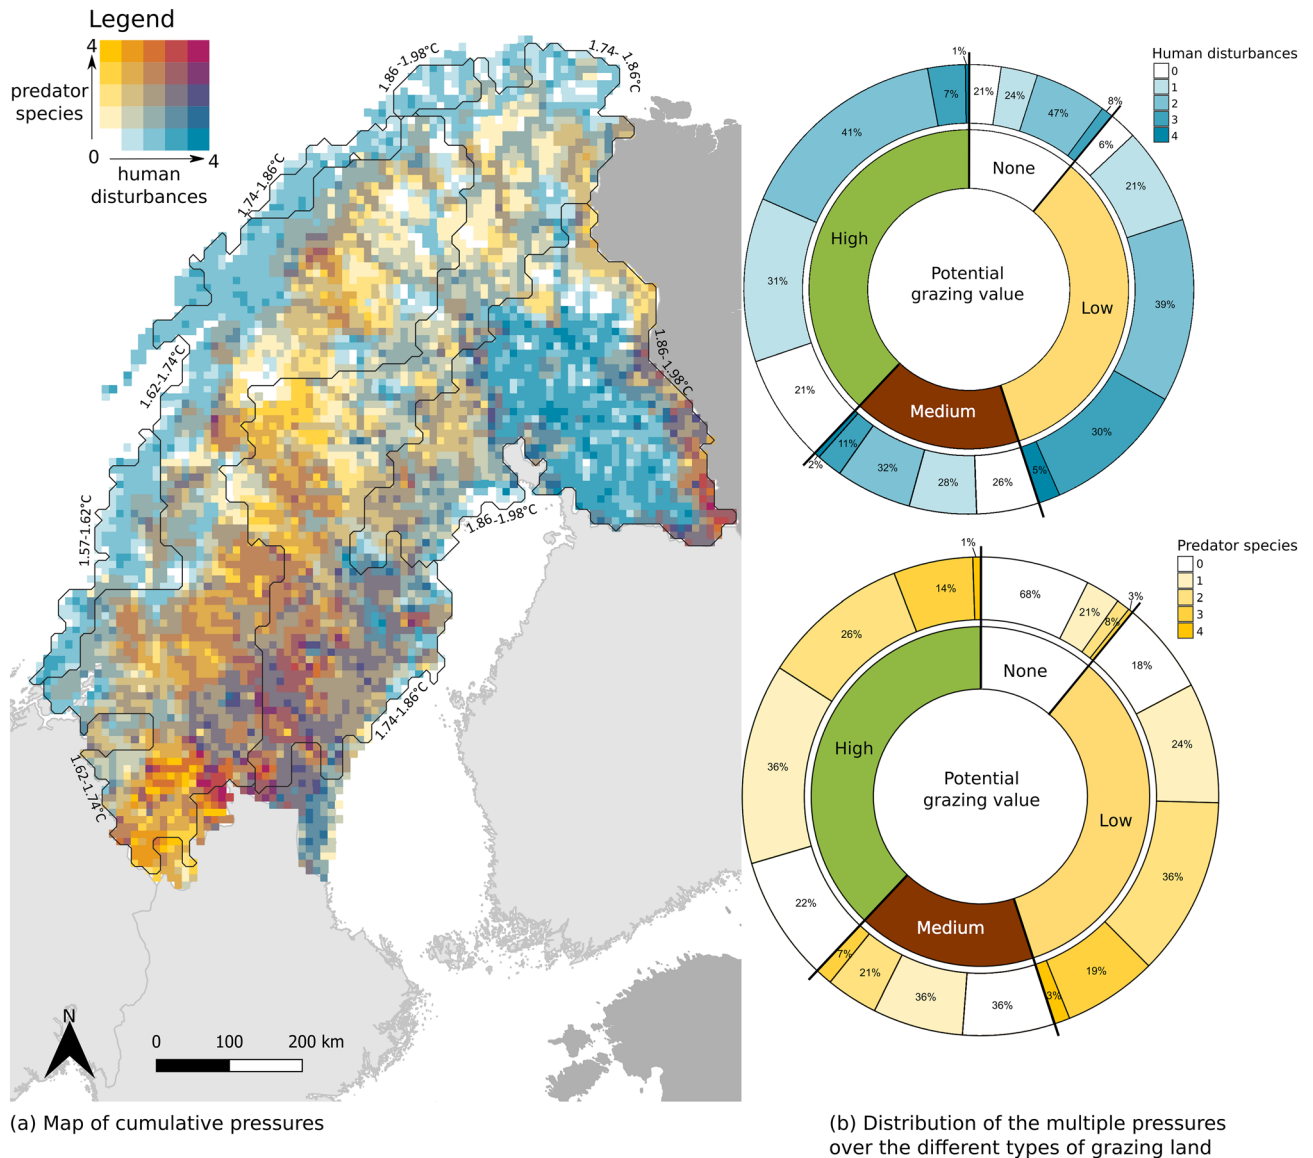 Legend
4
predator
species
0
4
human
disturbances
1.86 -1.98°C
1.74- 1.86°C
1.74-1.86°C
1.62-1.74°C
1.86-1.98°C
1.57-1.62°C
1.86 -1.98°C
1.74-1.86°C
1.62-1.74°C
N
0 100 200 km
(a) Map of cumulative pressures
Human disturbances
0
1
2
3
4
1%
7%
21%
24%
47%
8%
6%
21%
39%
30%
5%
26%
28%
32%
11%
2%
21%
31%
41%
None
Low
Medium
High
Potential
grazing value
Predator species
0
1
2
3
4
1%
14%
68%
21%
8%
3%
18%
24%
36%
19%
3%
36%
36%
21%
7%
22%
36%
26%
None
Low
Medium
High
Potential
grazing value
(b) Distribution of the multiple pressures
over the different types of grazing land